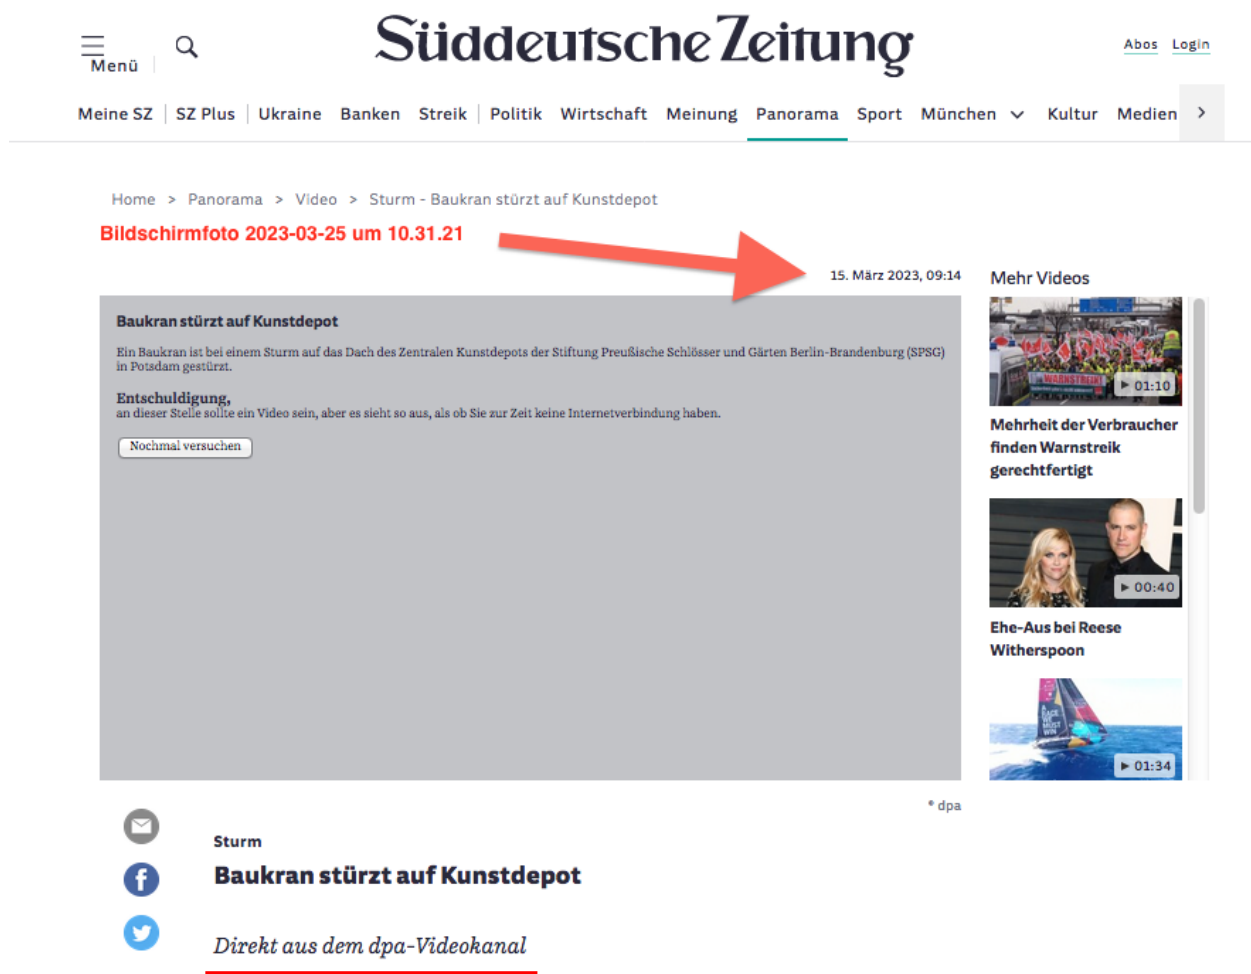 Süddeutsche Zeitung
Menü
Abos Login
Meine SZ SZ Plus Ukraine Banken Streik Politik Wirtschaft Meinung Panorama Sport München Kultur Medien
Home > Panorama > Video > Sturm - Baukran stürzt auf Kunstdepot
Bildschirmfoto 2023-03-25 um 10.31.21
15. März 2023, 09:14
Baukran stürzt auf Kunstdepot
Ein Baukran ist bei einem Sturm auf das Dach des Zentralen Kunstdepots der Stiftung Preußische Schlösser und Gärten Berlin-Brandenburg (SPSG)
in Potsdam gestürzt.
Entschuldigung,
an dieser Stelle sollte ein Video sein, aber es sieht so aus, als ob Sie zur Zeit keine Internetverbindung haben.
Nochmal versuchen
Mehr Videos
WARNSTREIK!
01:10
Mehrheit der Verbraucher
finden Warnstreik
gerechtfertigt
00:40
Ehe-Aus bei Reese
Witherspoon
A
RACE
WE
MUST
WIN
01:34
© dpa
Sturm
Baukran stürzt auf Kunstdepot
Direkt aus dem dpa-Videokanal